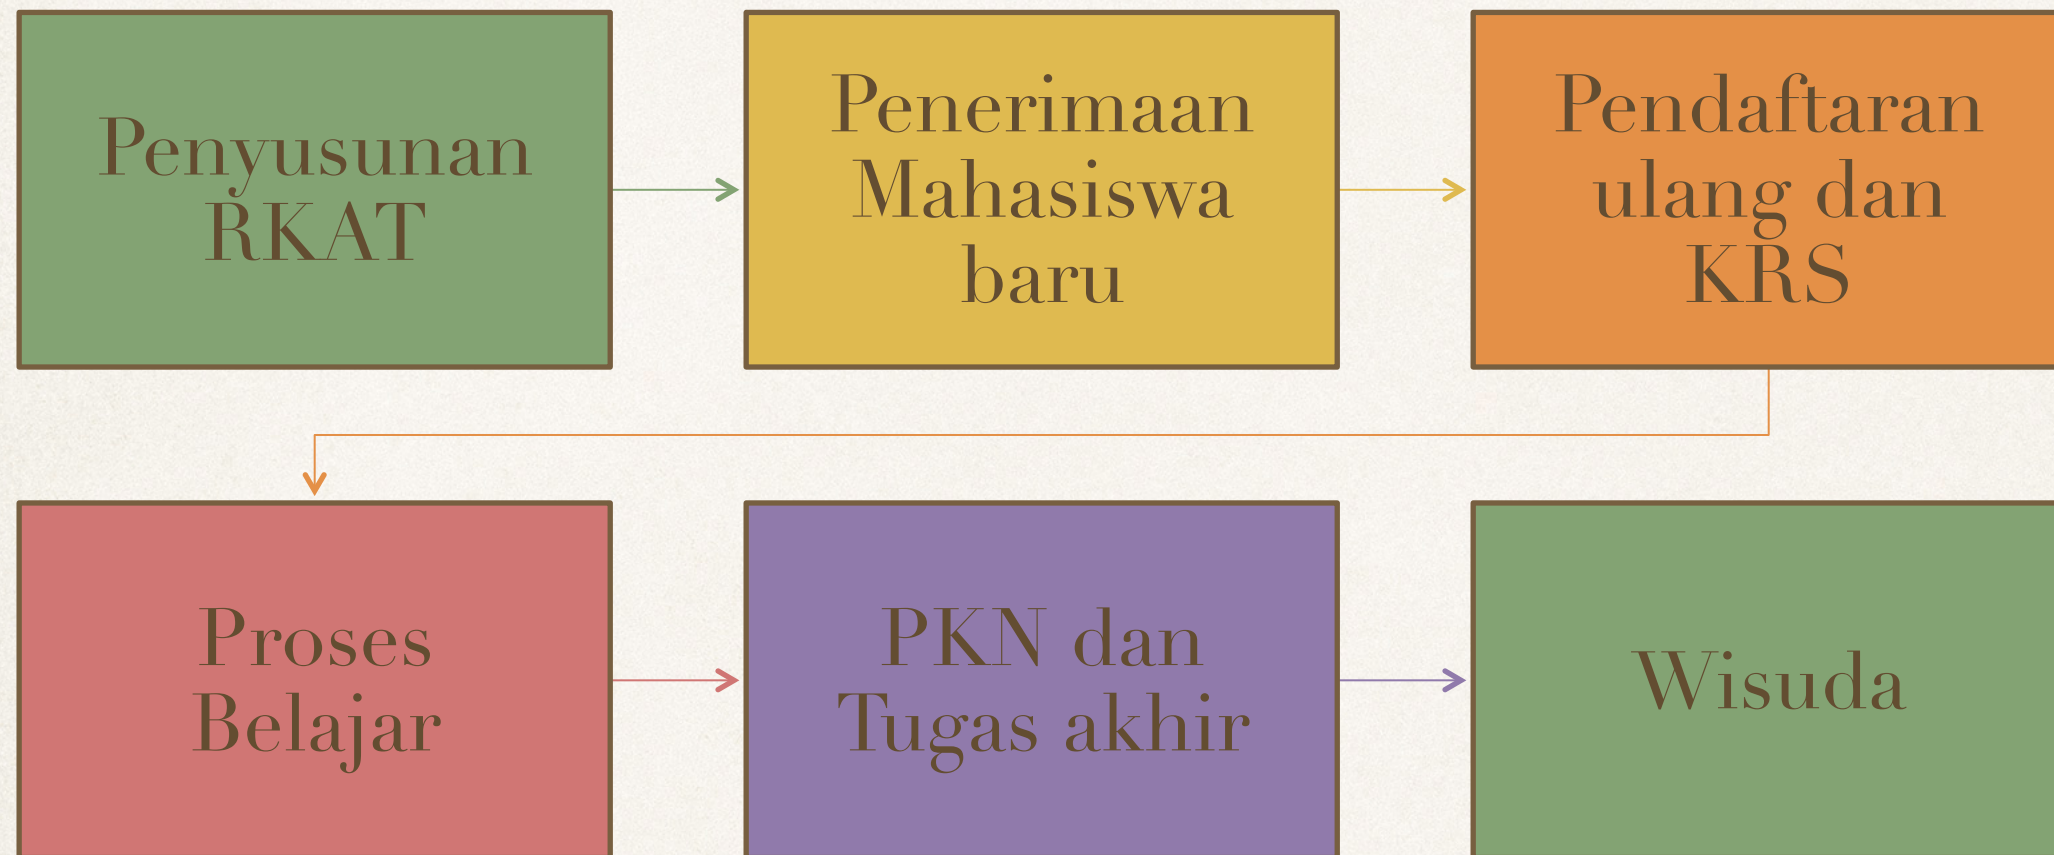 Penyusunan
RKAT
Penerimaan
Mahasiswa
baru
Pendaftaran
ulang dan
KRS
Proses
Belajar
PKN dan
Tugas akhir
Wisuda